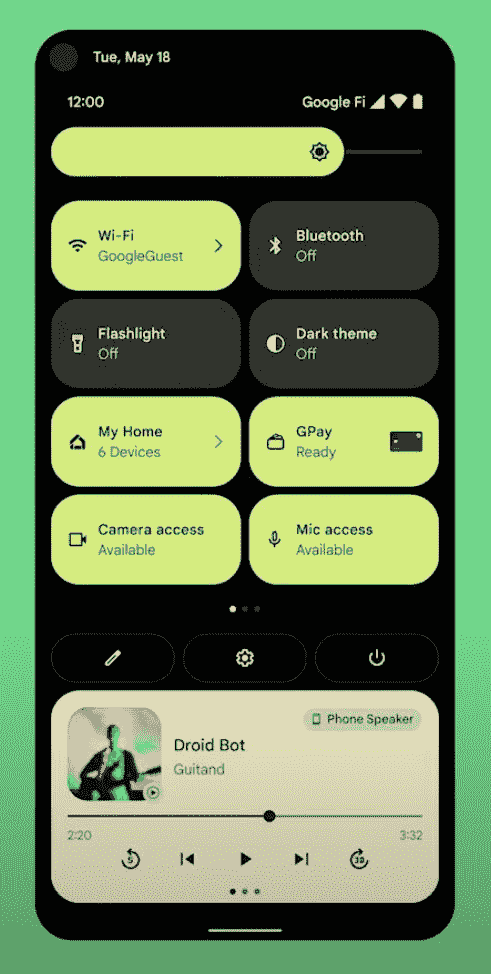 Tue, May 18
12:00 Google Fi
Wi-Fi
GoogleGuest
Bluetooth
Off
Flashlight
Off
Dark theme
Off
My Home
6 Devices
GPay
Ready
Camera access
Available
Mic access
Available
Phone Speaker
Droid Bot
Guitand
2:20 3:32
5 30